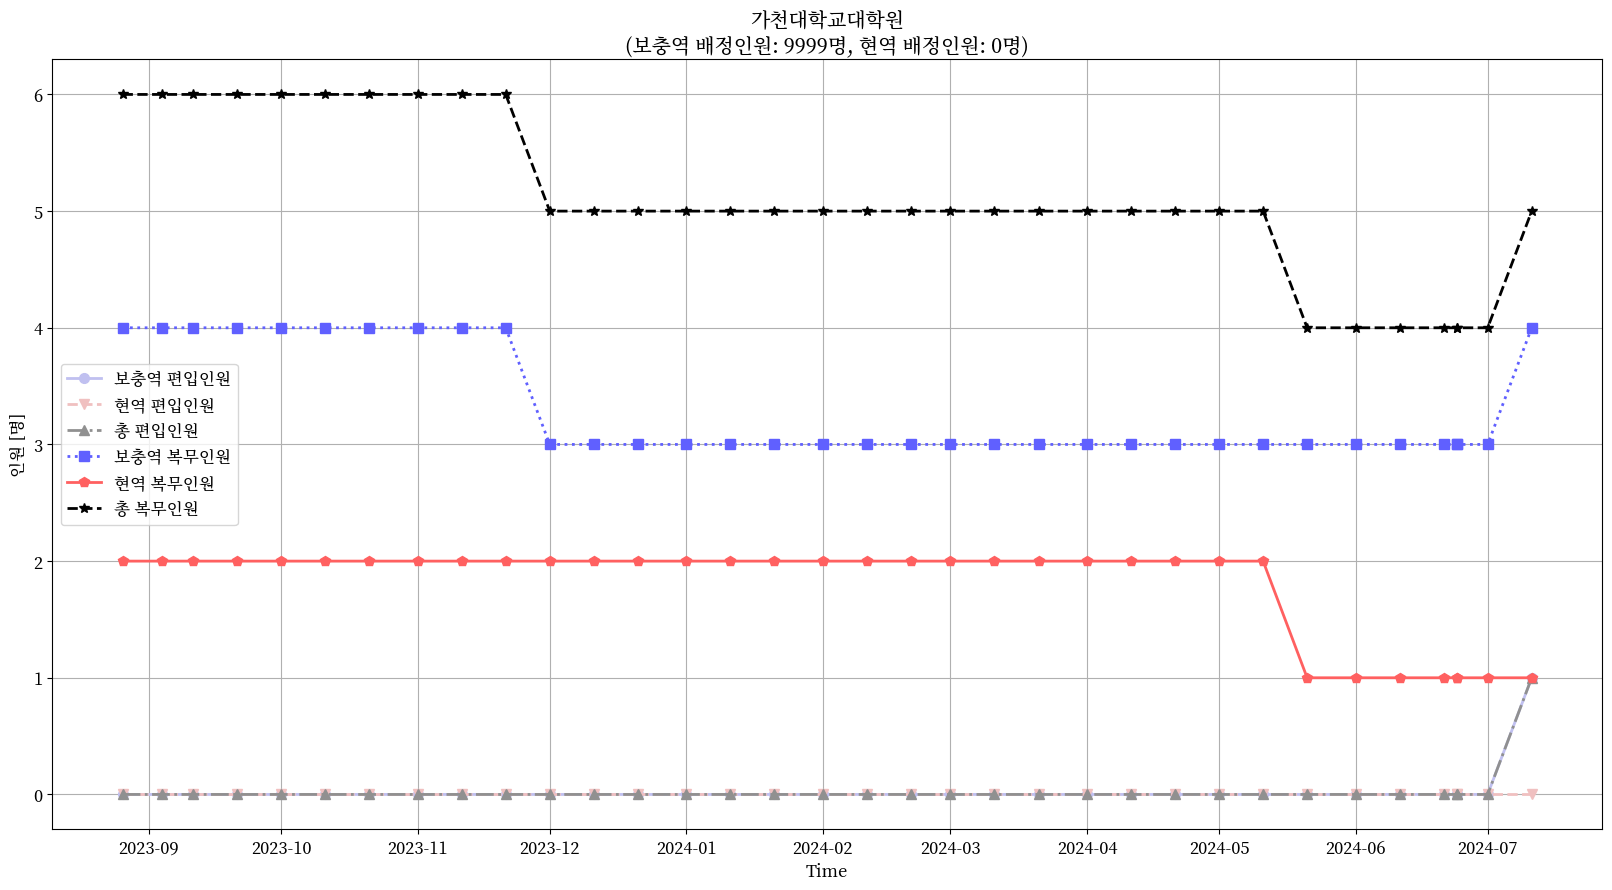 가천대학교대학원
(보충역 배정인원: 9999명, 현역 배정인원: 0명)
인원 [명]
6
5
4
3
2
1
0
보충역 편입인원
현역 편입인원
총 편입인원
보충역 복무인원
현역 복무인원
총 복무인원
2023-09
2023-10
2023-11
2023-12
2024-01
2024-02
2024-03
2024-04
2024-05
2024-06
2024-07
Time